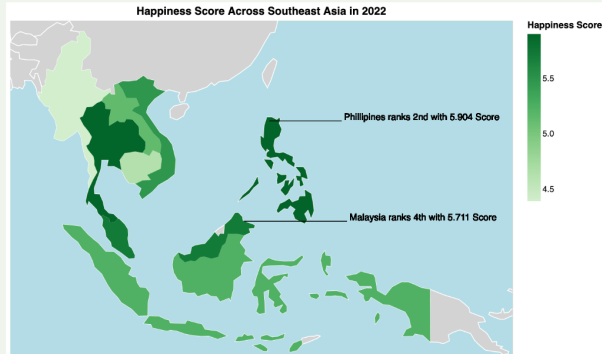 Happiness Score Across Southeast Asia in 2022
Happiness Score
5.5
5.0
4.5
Phillipines ranks 2nd with 5.904 Score
Malaysia ranks 4th with 5.711 Score